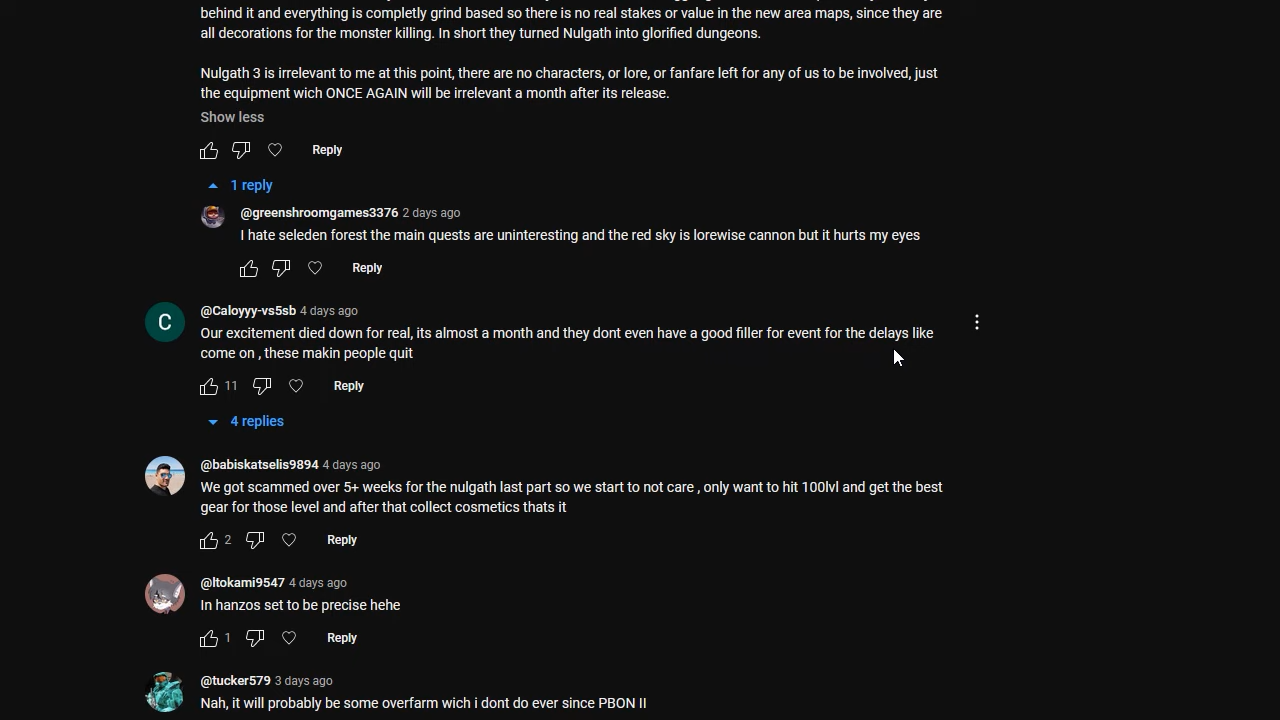 behind it and everything is completly grind based so there is no real stakes or value in the new area maps, since they are
all decorations for the monster killing. In short they turned Nulgath into glorified dungeons.
Nulgath 3 is irrelevant to me at this point, there are no characters, or lore, or fanfare left for any of us to be involved, just
the equipment wich ONCE AGAIN will be irrelevant a month after its release.
Show less
Reply
1 reply
@greenshroomgames3376 2 days ago
I hate seleden forest the main quests are uninteresting and the red sky is lorewise cannon but it hurts my eyes
Reply
C
@Caloyyy-vs5sb 4 days ago
Our excitement died down for real, its almost a month and they dont even have a good filler for event for the delays like
come on , these makin people quit
11 Reply
4 replies
@babiskatselis9894 4 days ago
We got scammed over 5+ weeks for the nulgath last part so we start to not care , only want to hit 100lvl and get the best
gear for those level and after that collect cosmetics thats it
2 Reply
@ltokami9547 4 days ago
In hanzos set to be precise hehe
1 Reply
@tucker579 3 days ago
Nah, it will probably be some overfarm wich i dont do ever since PBON II